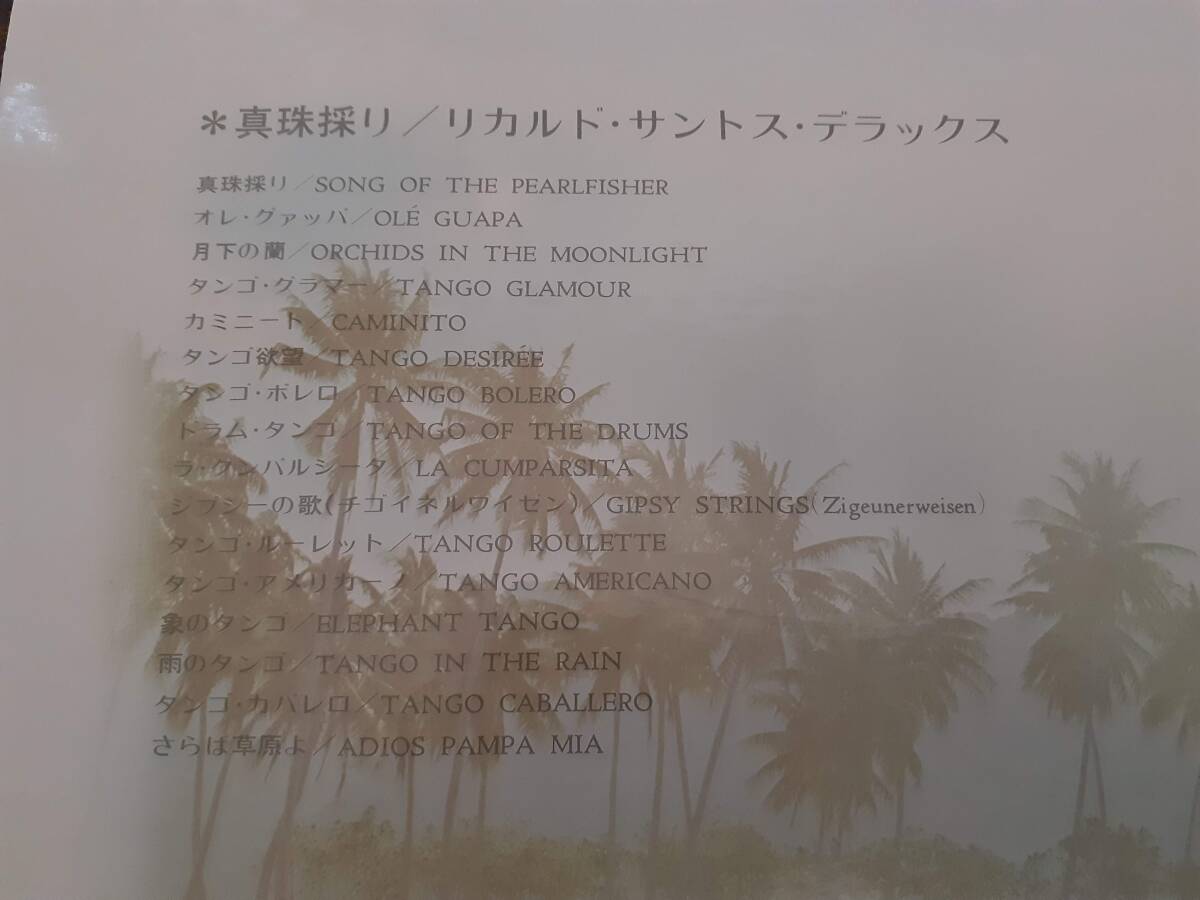 ＊真珠採り／リカルド・サントス・デラックス
真珠採り／SONG OF THE PEARLFISHER
オレ・グァッパ／OLÉ GUAPA
月下の蘭／ORCHIDS IN THE MOONLIGHT
タンゴ・グラマー／TANGO GLAMOUR
カミニート／CAMINITO
タンゴ欲望／TANGO DESIRÉE
タンゴ・ボレロ／TANGO BOLERO
ドラム・タンゴ／TANGO OF THE DRUMS
ラ・クンパルシータ／LA CUMPARSITA
ジプシーの歌(チゴイネルワイゼン)／GIPSY STRINGS(Zigeunerweisen)
タンゴ・ルーレット／TANGO ROULETTE
タンゴ・アメリカーノ／TANGO AMERICANO
象のタンゴ／ELEPHANT TANGO
雨のタンゴ／TANGO IN THE RAIN
タンゴ・カバレロ／TANGO CABALLERO
さらば草原よ／ADIOS PAMPA MIA